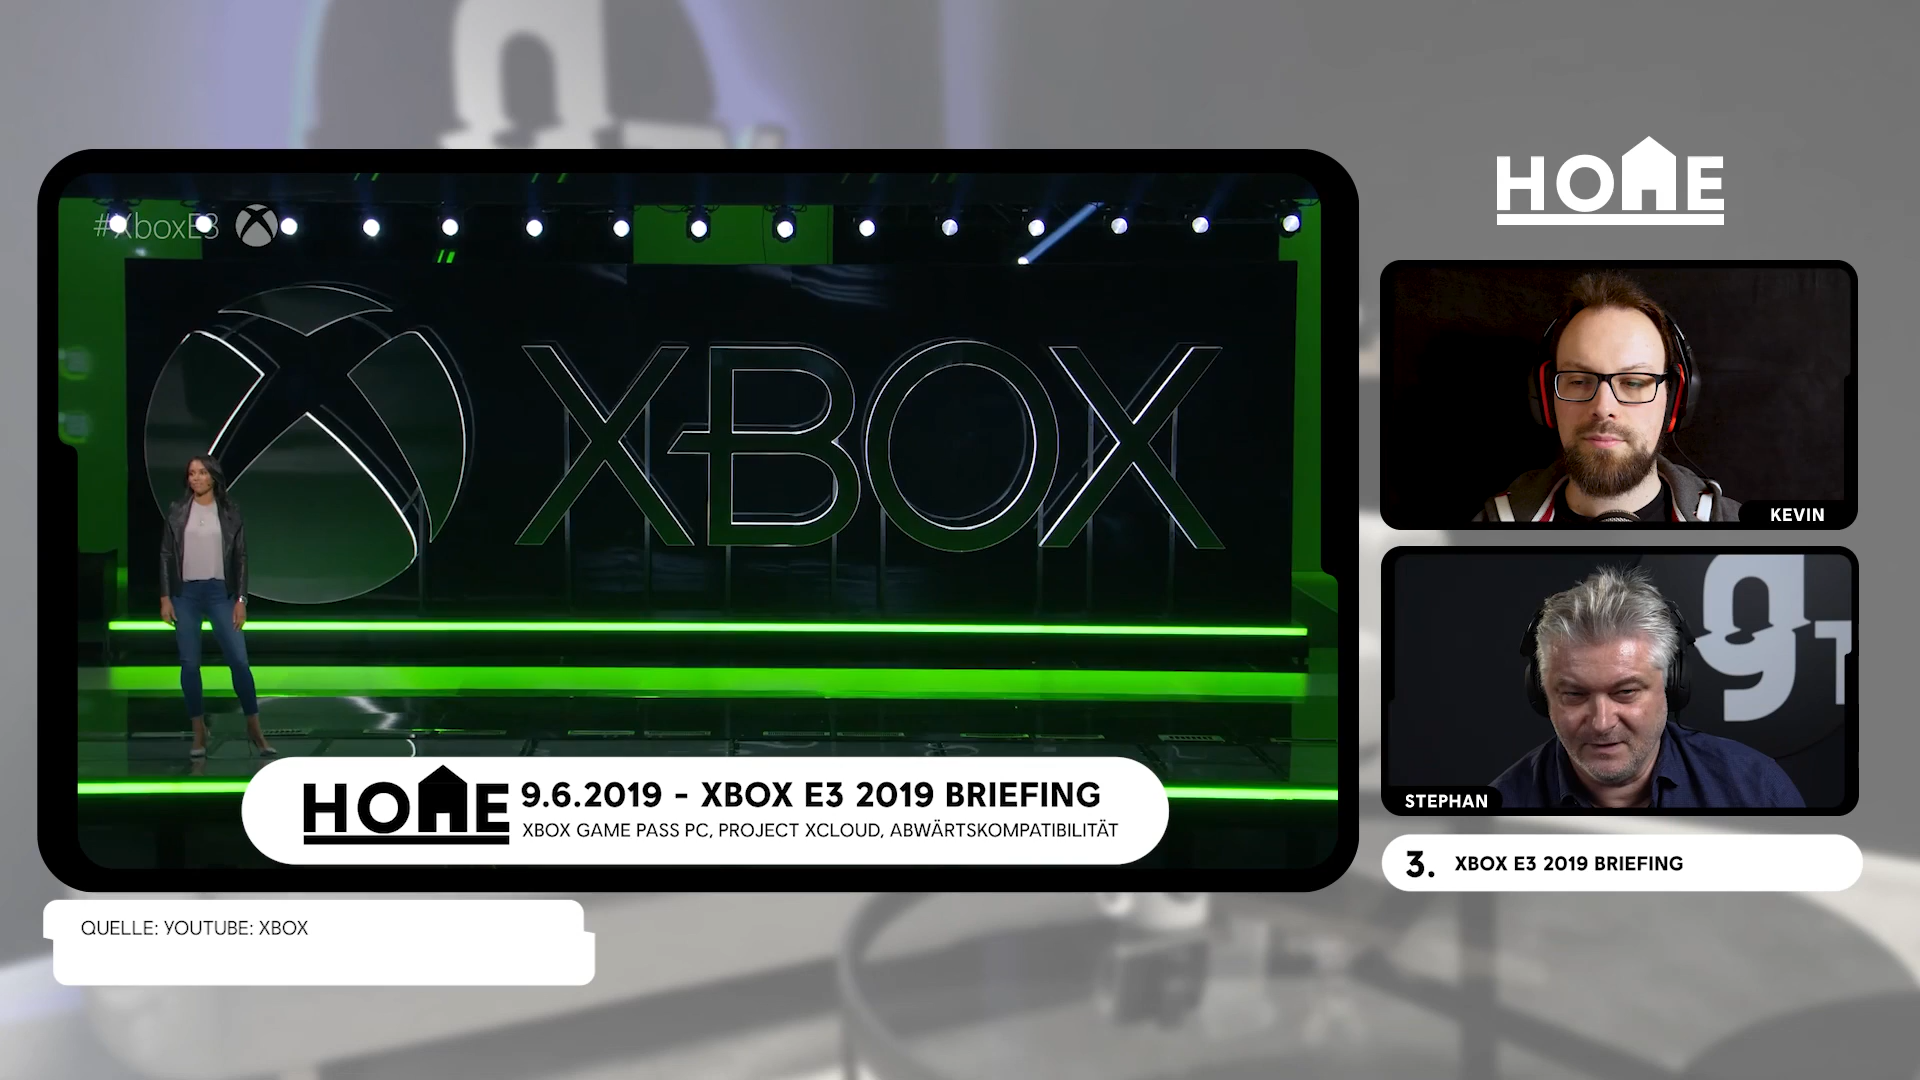 #XboxE3
XBOX
HOME
KEVIN
9T
STEPHAN
HOME
9.6.2019 - XBOX E3 2019 BRIEFING
XBOX GAME PASS PC, PROJECT XCLOUD, ABWÄRTSKOMPATIBILITÄT
3. XBOX E3 2019 BRIEFING
QUELLE: YOUTUBE: XBOX